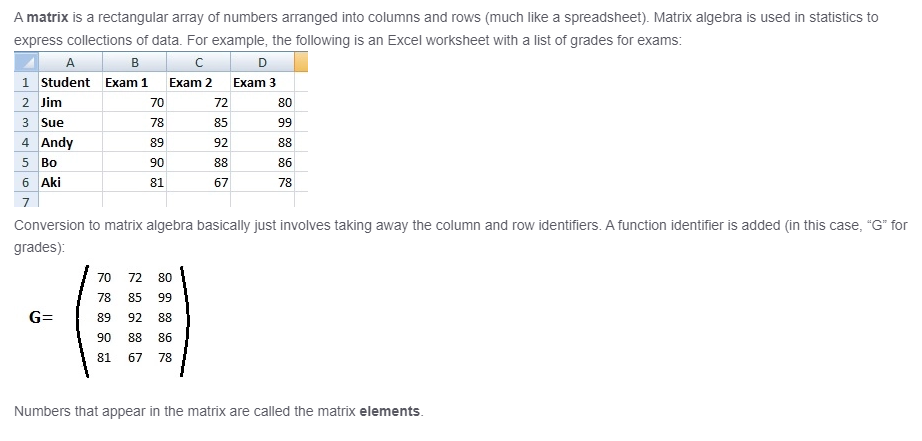 A matrix is a rectangular array of numbers arranged into columns and rows (much like a spreadsheet). Matrix algebra is used in statistics to
express collections of data. For example, the following is an Excel worksheet with a list of grades for exams:
A B C D
1 Student Exam 1 Exam 2 Exam 3
2 Jim 70 72 80
3 Sue 78 85 99
4 Andy 89 92 88
5 Bo 90 88 86
6 Aki 81 67 78
7
Conversion to matrix algebra basically just involves taking away the column and row identifiers. A function identifier is added (in this case, “G” for
grades):
70 72 80
78 85 99
G= 89 92 88
90 88 86
81 67 78
Numbers that appear in the matrix are called the matrix elements.